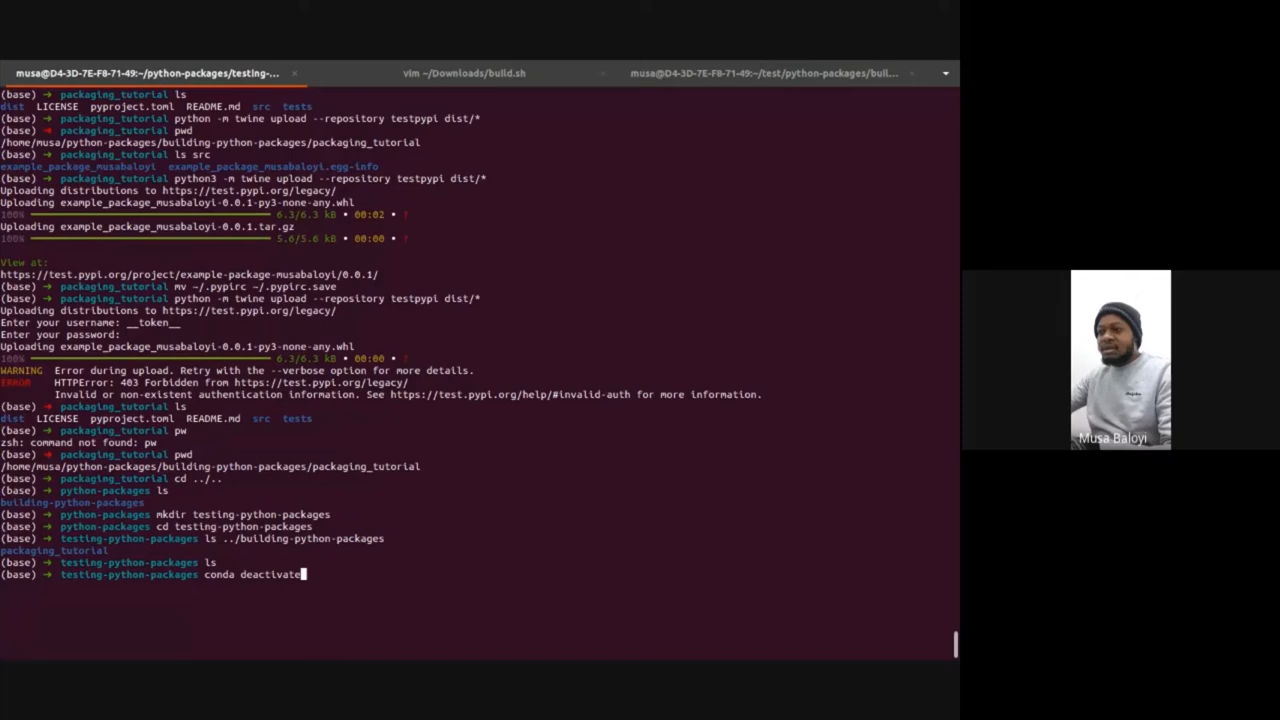 musa@D4-3D-7E-F8-71-49:~/python-packages/testing-... × vim ~/Downloads/build.sh × musa@D4-3D-7E-F8-71-49:~/test/python-packages/buil... ×
(base) → packaging_tutorial ls
dist LICENSE pyproject.toml README.md src tests
(base) → packaging_tutorial python -m twine upload --repository testpypi dist/*
(base) → packaging_tutorial pwd
/home/musa/python-packages/building-python-packages/packaging_tutorial
(base) → packaging_tutorial ls src
example_package_musabaloyi example_package_musabaloyi.egg-info
(base) → packaging_tutorial python3 -m twine upload --repository testpypi dist/*
Uploading distributions to https://test.pypi.org/legacy/
Uploading example_package_musabaloyi-0.0.1-py3-none-any.whl
100% 6.3/6.3 kB • 00:02 • ?
Uploading example_package_musabaloyi-0.0.1.tar.gz
100% 5.6/5.6 kB • 00:00 • ?
View at:
https://test.pypi.org/project/example-package-musabaloyi/0.0.1/
(base) → packaging_tutorial mv ~/.pypirc ~/.pypirc.save
(base) → packaging_tutorial python -m twine upload --repository testpypi dist/*
Uploading distributions to https://test.pypi.org/legacy/
Enter your username: __token__
Enter your password:
Uploading example_package_musabaloyi-0.0.1-py3-none-any.whl
100% 6.3/6.3 kB • 00:00 • ?
WARNING Error during upload. Retry with the --verbose option for more details.
ERROR HTTPError: 403 Forbidden from https://test.pypi.org/legacy/
Invalid or non-existent authentication information. See https://test.pypi.org/help/#invalid-auth for more information.
(base) → packaging_tutorial ls
dist LICENSE pyproject.toml README.md src tests
(base) → packaging_tutorial pw
zsh: command not found: pw
(base) → packaging_tutorial pwd
/home/musa/python-packages/building-python-packages/packaging_tutorial
(base) → packaging_tutorial cd ../..
(base) → python-packages ls
building-python-packages
(base) → python-packages mkdir testing-python-packages
(base) → python-packages cd testing-python-packages
(base) → testing-python-packages ls ../building-python-packages
packaging_tutorial
(base) → testing-python-packages ls
(base) → testing-python-packages conda deactivate
Musa Baloyi